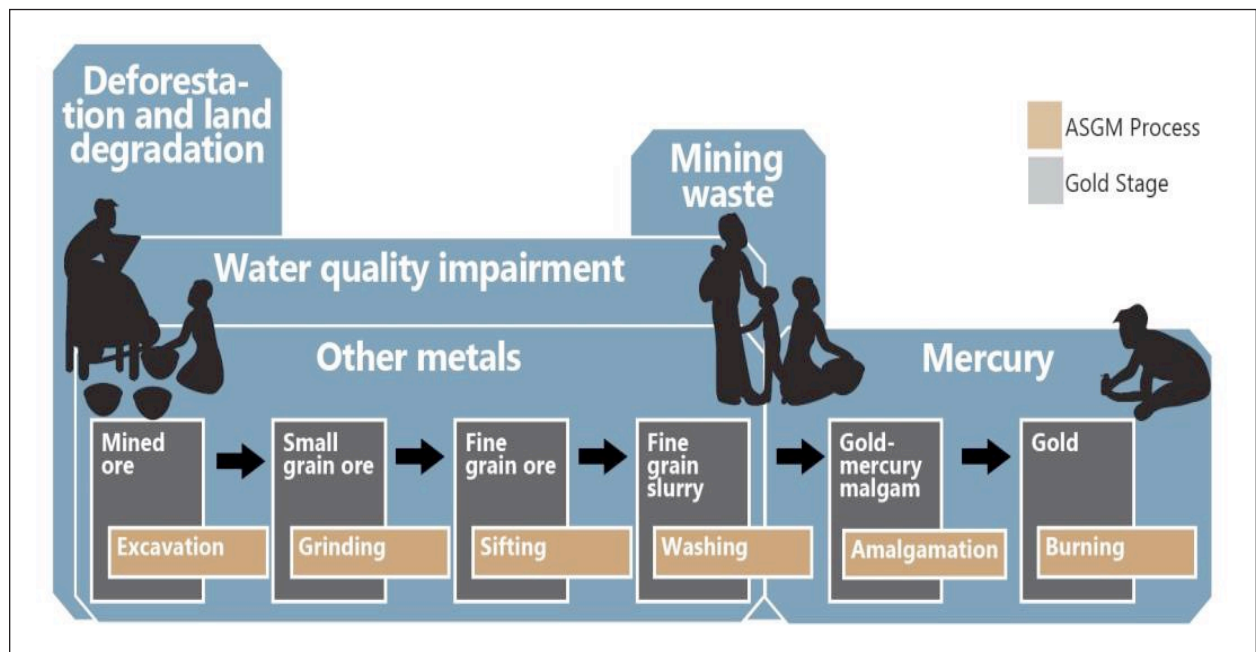 Deforesta-
tion and land
degradation
Mining
waste
ASGM Process
Gold Stage
Water quality impairment
Other metals
Mercury
Mined
ore
Small
grain ore
Fine
grain ore
Fine
grain
slurry
Gold-
mercury
malgam
Gold
Excavation
Grinding
Sifting
Washing
Amalgamation
Burning